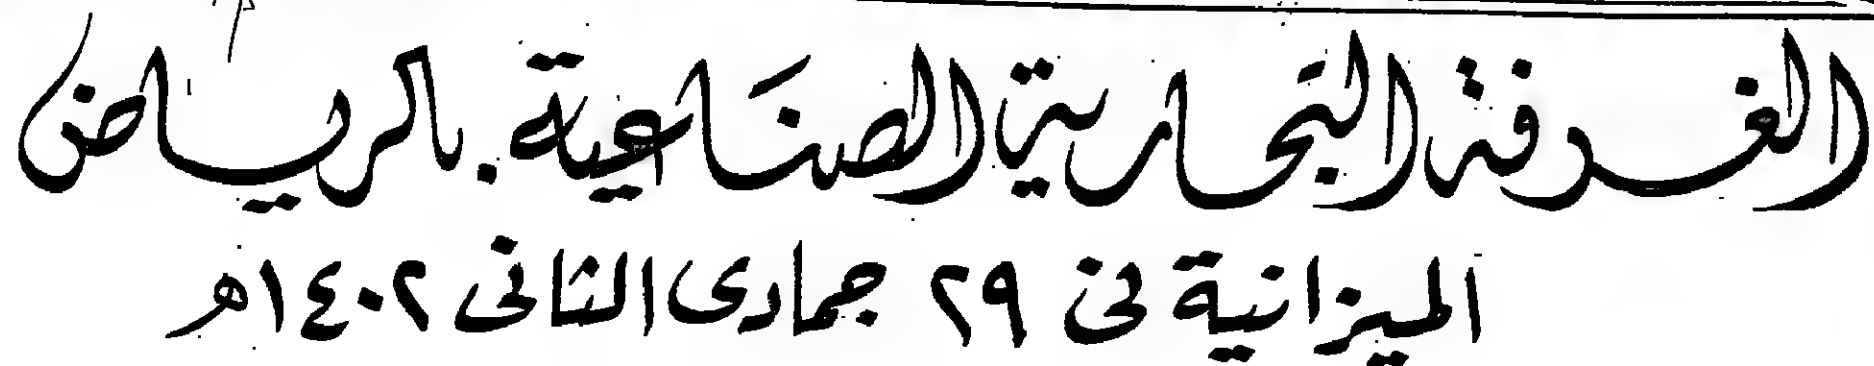 الغرفة التجارية الصناعية . بالرياض
الميزانية فى ٢٩ جمادى الثانى ١٤٠٢هـ